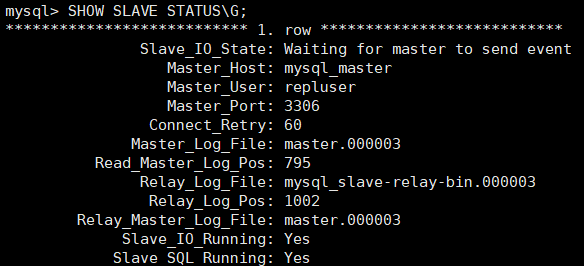 mysql> SHOW SLAVE STATUS\G;
*************************** 1. row ***************************
Slave_IO_State: Waiting for master to send event
Master_Host: mysql_master
Master_User: repluser
Master_Port: 3306
Connect_Retry: 60
Master_Log_File: master.000003
Read_Master_Log_Pos: 795
Relay_Log_File: mysql_slave-relay-bin.000003
Relay_Log_Pos: 1002
Relay_Master_Log_File: master.000003
Slave_IO_Running: Yes
Slave_SQL_Running: Yes